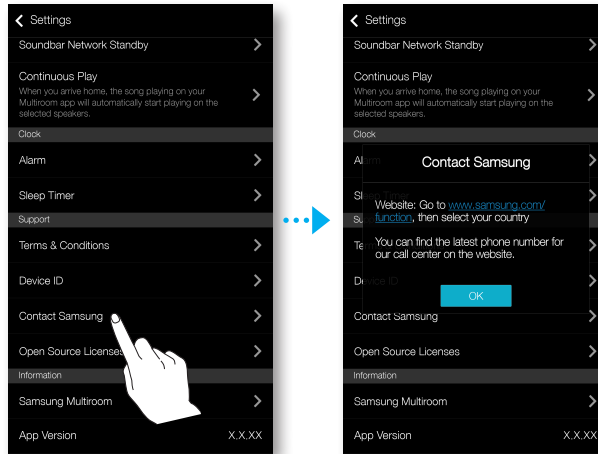 Settings
Soundbar Network Standby
Continuous Play
When you arrive home, the song playing on your
Multiroom app will automatically start playing on the
selected speakers.
Clock
Alarm
Sleep Timer
Support
Terms & Conditions
Device ID
Contact Samsung
Open Source Licenses
Information
Samsung Multiroom
App Version X.X.XX
Settings
Soundbar Network Standby
Continuous Play
When you arrive home, the song playing on your
Multiroom app will automatically start playing on the
selected speakers.
Clock
Alarm
Contact Samsung
Sleep Timer
Website: Go to www.samsung.com/
function, then select your country
You can find the latest phone number for
our call center on the website.
Device ID
OK
Contact Samsung
Open Source Licenses
Information
Samsung Multiroom
App Version X.X.XX